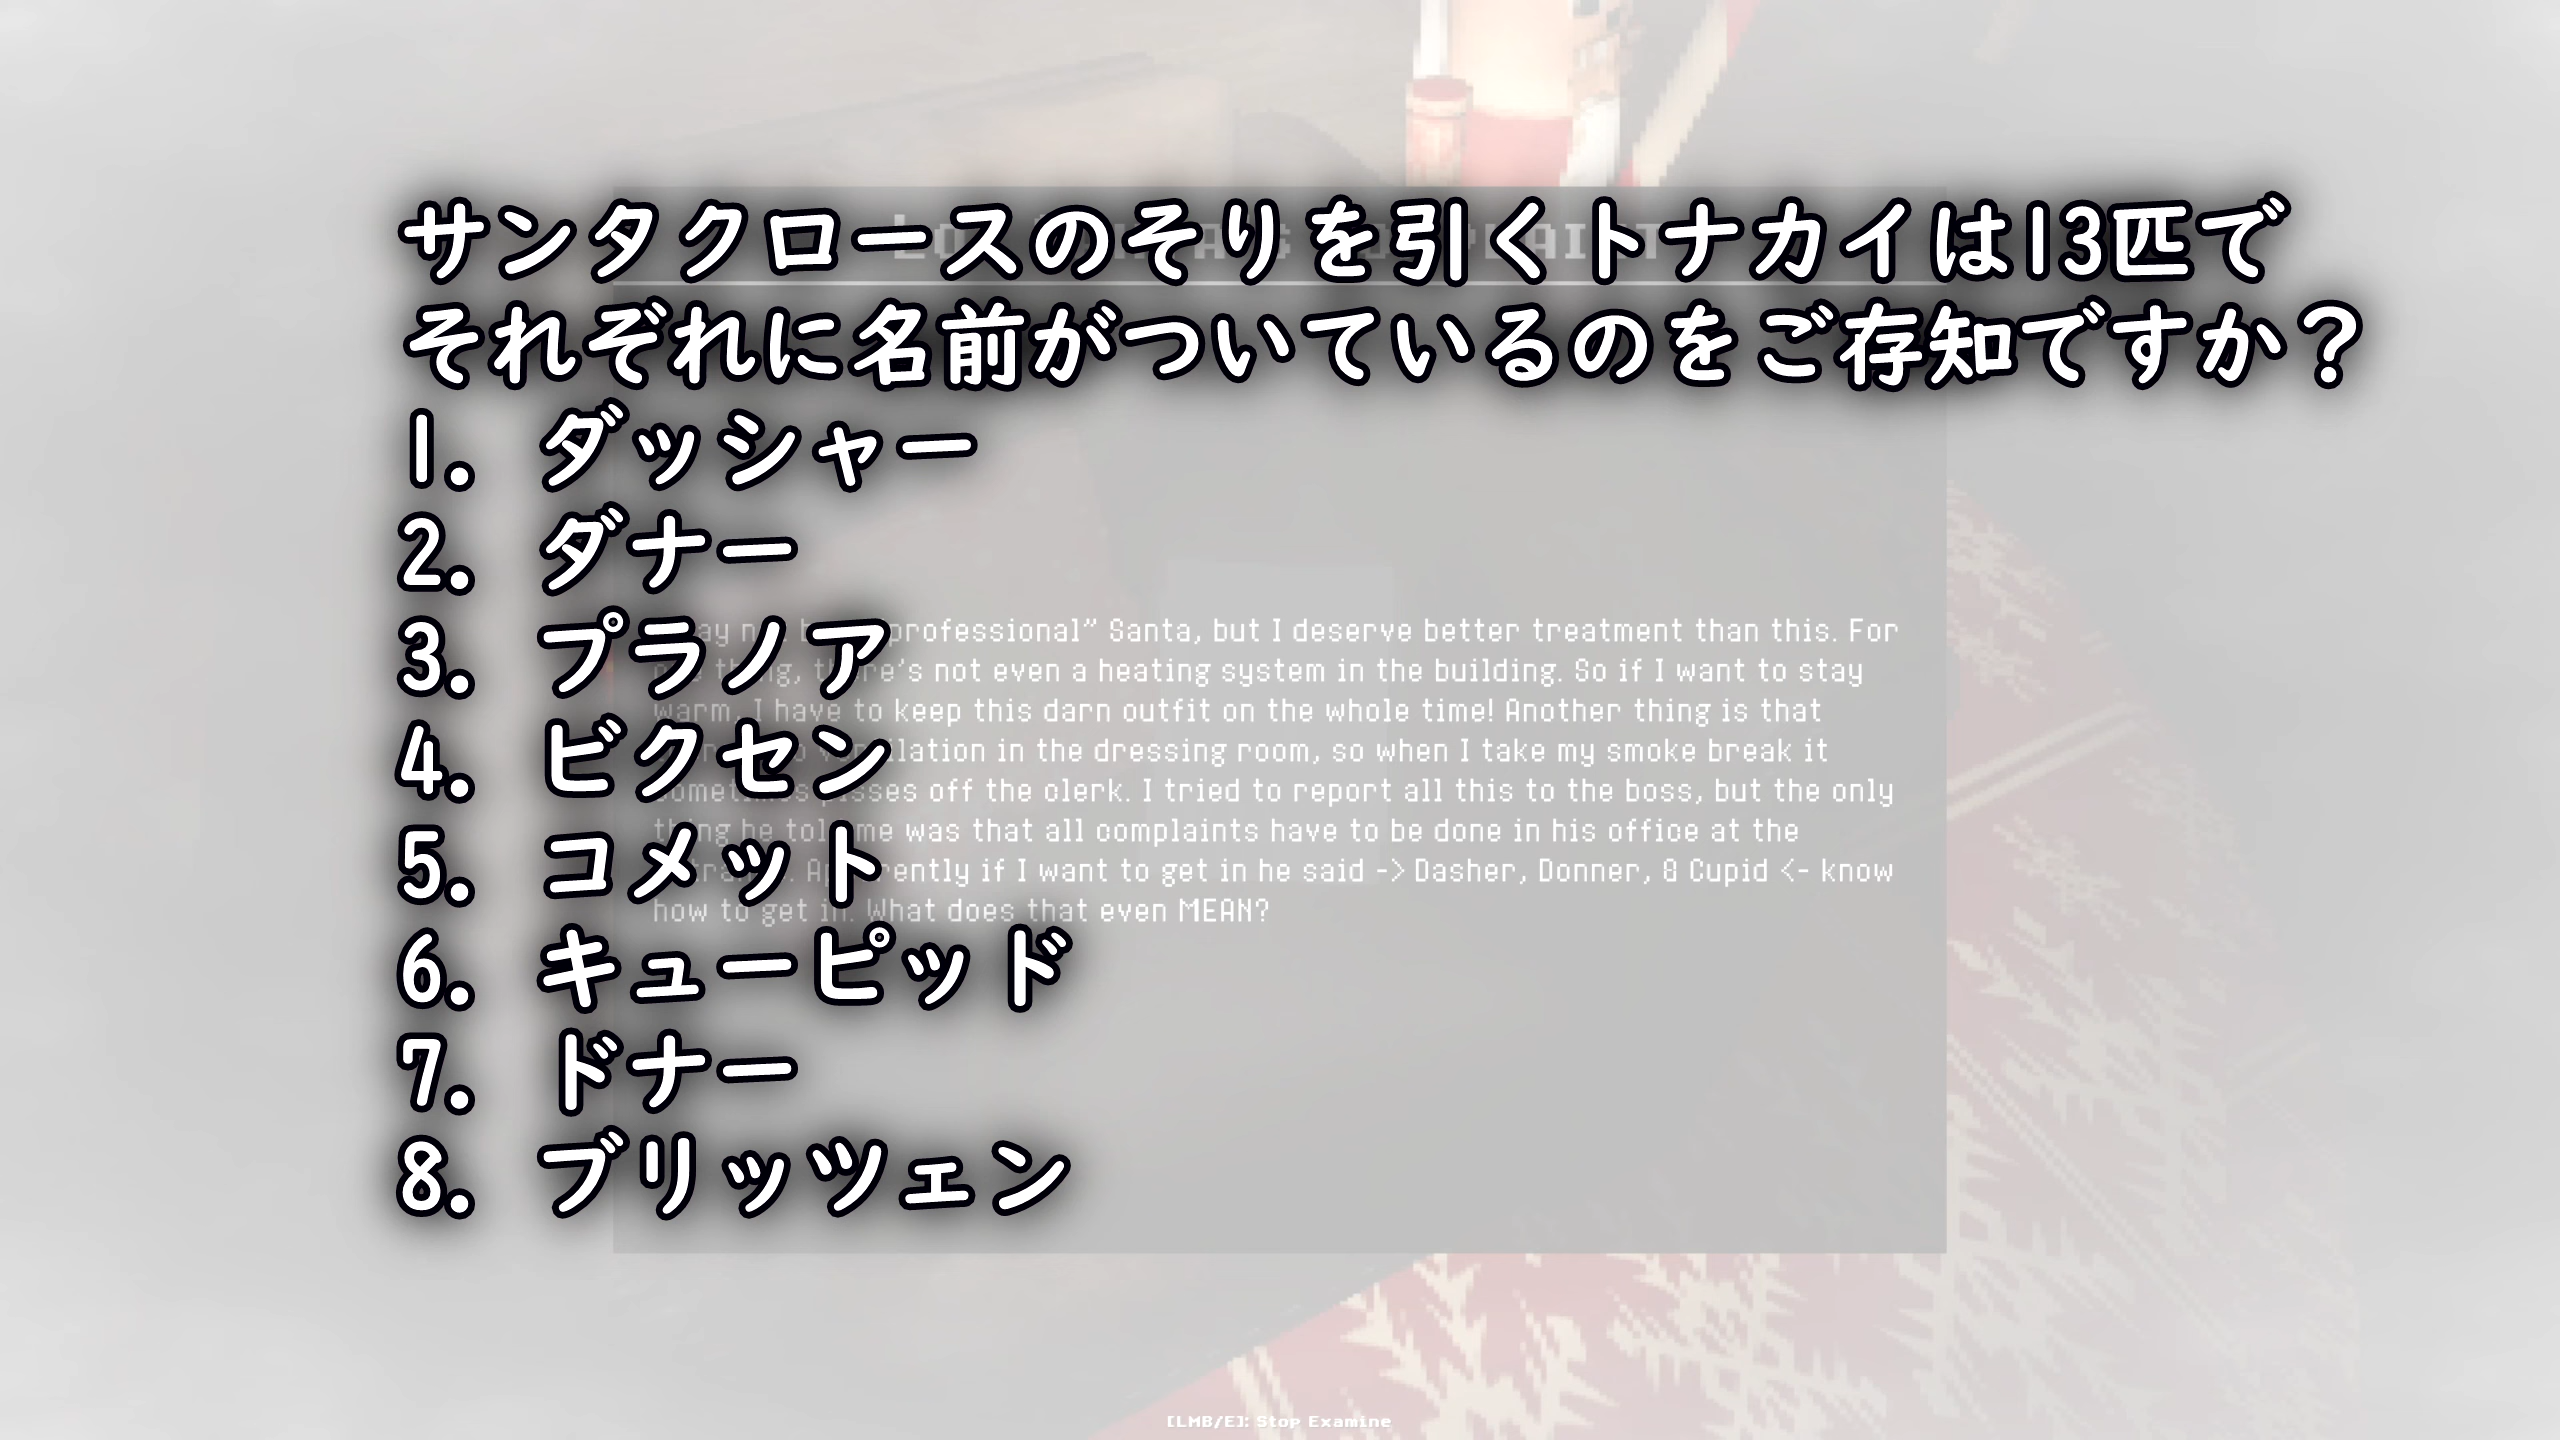 サンタクロースのそりを引くトナカイは13匹で
それぞれに名前がついているのをご存知ですか？
1. ダッシャー
2. ダナー
3. プラノア
4. ビクセン
5. コメット
6. キューピッド
7. ドナー
8. ブリッツェン
professional” Santa, but I deserve better treatment than this. For
thing, there's not even a heating system in the building. So if I want to stay
warm, I have to keep this darn outfit on the whole time! Another thing is that
in the dressing room, so when I take my smoke break it
sometimes pisses off the clerk. I tried to report all this to the boss, but the only
thing he told me was that all complaints have to be done in his office at the
Apparently if I want to get in he said -> Dasher, Donner, & Cupid <- know
how to get in. What does that even MEAN?
[LMB/E]: Stop Examine